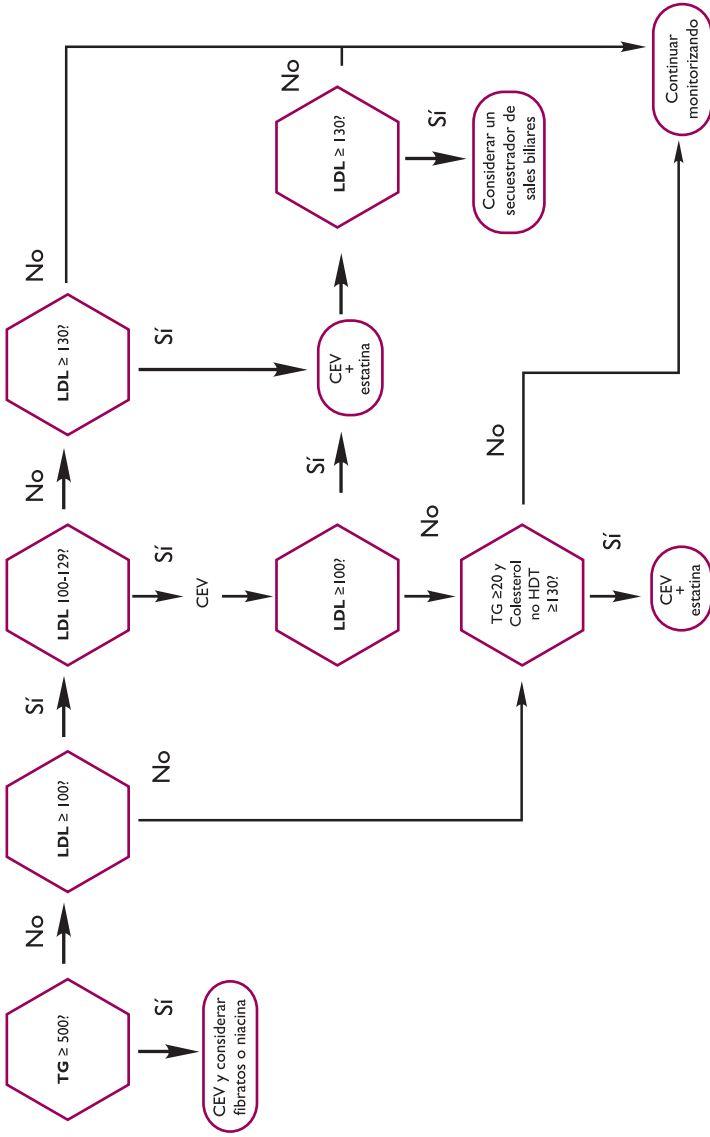 TG ≥ 500?
Sí
CEV y considerar
fibratos o niacina
No
LDL ≥ 100?
No
Sí
LDL 100-129?
Sí
CEV
LDL ≥100?
Sí
No
TG ≥20 y
Colesterol
no HDT
≥130?
Sí
CEV
+
estatina
No
No
LDL ≥ 130?
Sí
CEV
+
estatina
No
LDL ≥ 130?
Sí
Considerar un
secuestrador de
sales biliares
No
Continuar
monitorizando